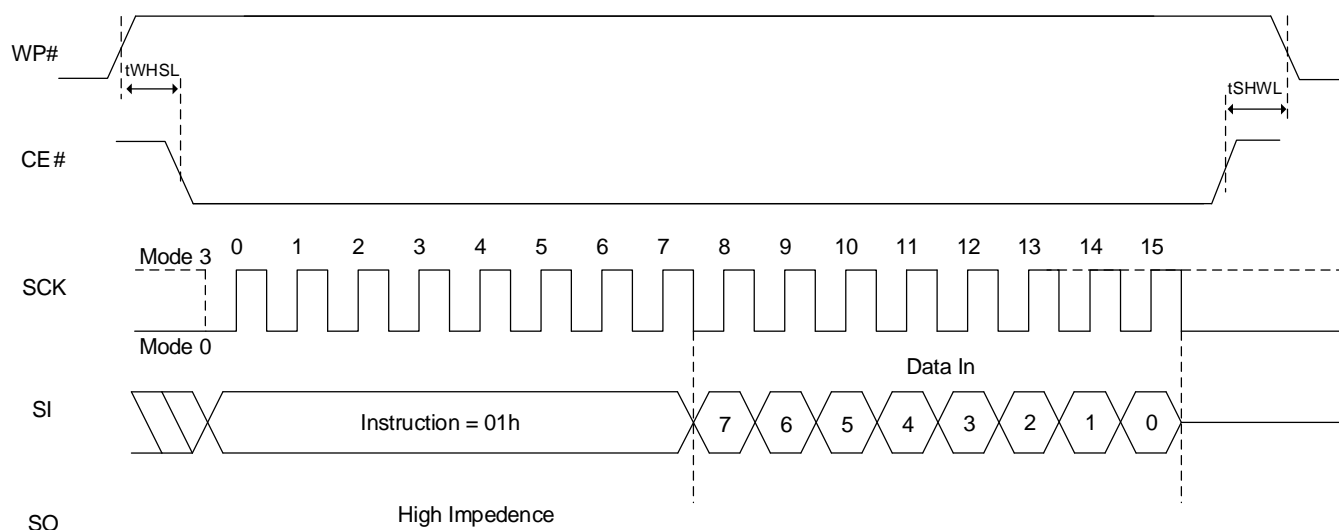 WP#
tWHSL
tSHWL
CE#
0 1 2 3 4 5 6 7 8 9 10 11 12 13 14 15
Mode 3
SCK
Mode 0
Data In
SI
Instruction = 01h
7 6 5 4 3 2 1 0
High Impedence
SO